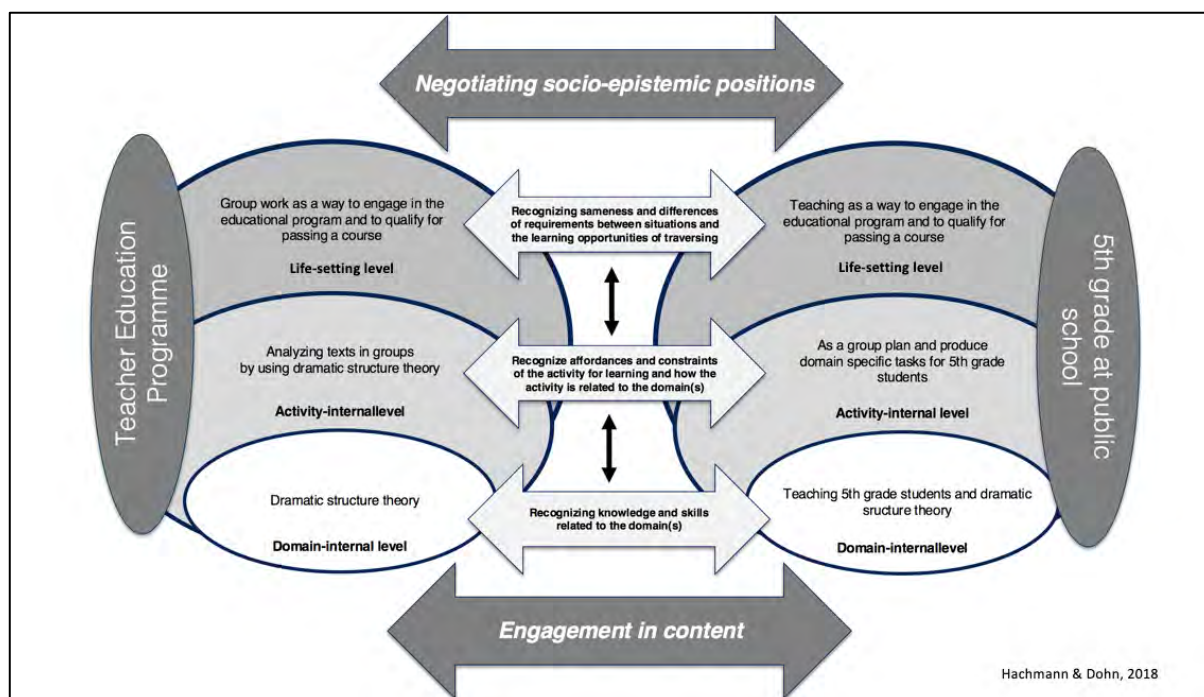 Negotiating socio-epistemic positions
Teacher Education
Programme
Group work as a way to engage in the
educational program and to qualify for
passing a course
Life-setting level
Recognizing sameness and differences
of requirements between situations and
the learning opportunities of traversing
Teaching as a way to engage in the
educational program and to qualify for
passing a course
Life-setting level
5th grade at public
school
Analyzing texts in groups
by using dramatic structure theory
Activity-internallevel
Recognize affordances and constraints
of the activity for learning and how the
activity is related to the domain(s)
As a group plan and produce
domain specific tasks for 5th grade
students
Activity-internal level
Dramatic structure theory
Domain-internal level
Recognizing knowledge and skills
related to the domain(s)
Teaching 5th grade students and dramatic
sructure theory
Domain-internallevel
Engagement in content
Hachmann & Dohn, 2018